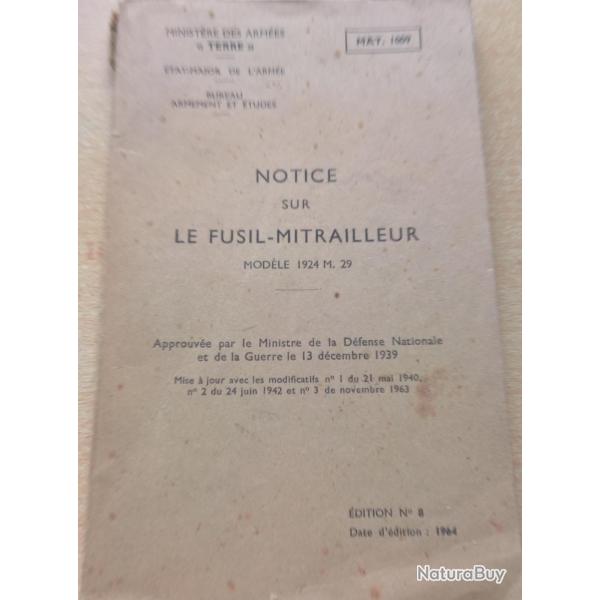 MINISTÈRE DES ARMÉES
« TERRE »
ÉTAT-MAJOR DE L'ARMÉE
BUREAU
ARMEMENT ET ÉTUDES
MAT. 1009
NOTICE
SUR
LE FUSIL-MITRAILLEUR
MODÈLE 1924 M. 29
Approuvée par le Ministre de la Défense Nationale
et de la Guerre le 13 décembre 1939
Mise à jour avec les modificatifs n° 1 du 21 mai 1940,
n° 2 du 24 juin 1942 et n° 3 de novembre 1963
ÉDITION N° 8
Date d'édition : 1964
NaturaBuy